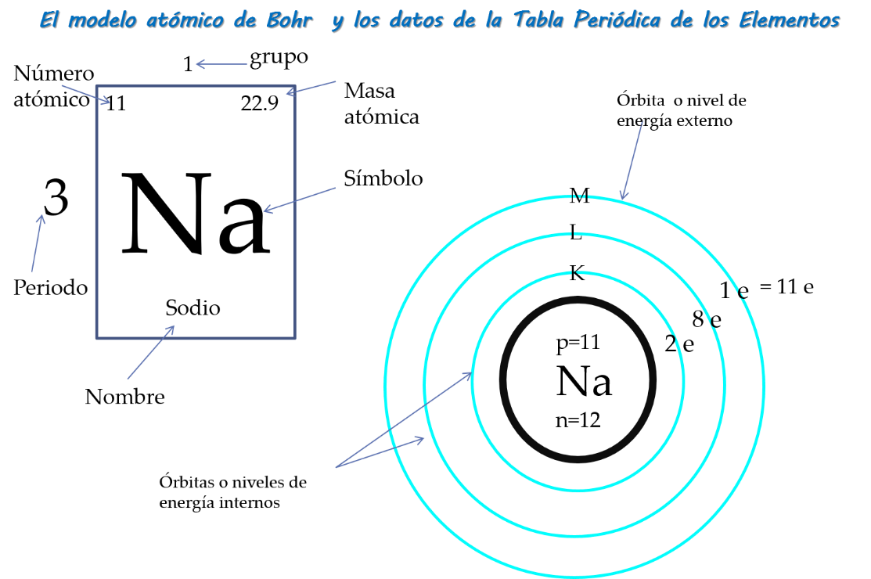 El modelo atómico de Bohr y los datos de la Tabla Periódica de los Elementos
1
grupo
Número
atómico
11
22.9
Masa
atómica
Símbolo
3
Na
Periodo
Sodio
Nombre
Órbita o nivel de
energía externo
M
L
K
1 e = 11 e
8 e
2 e
p=11
Na
n=12
Órbitas o niveles de
energía internos